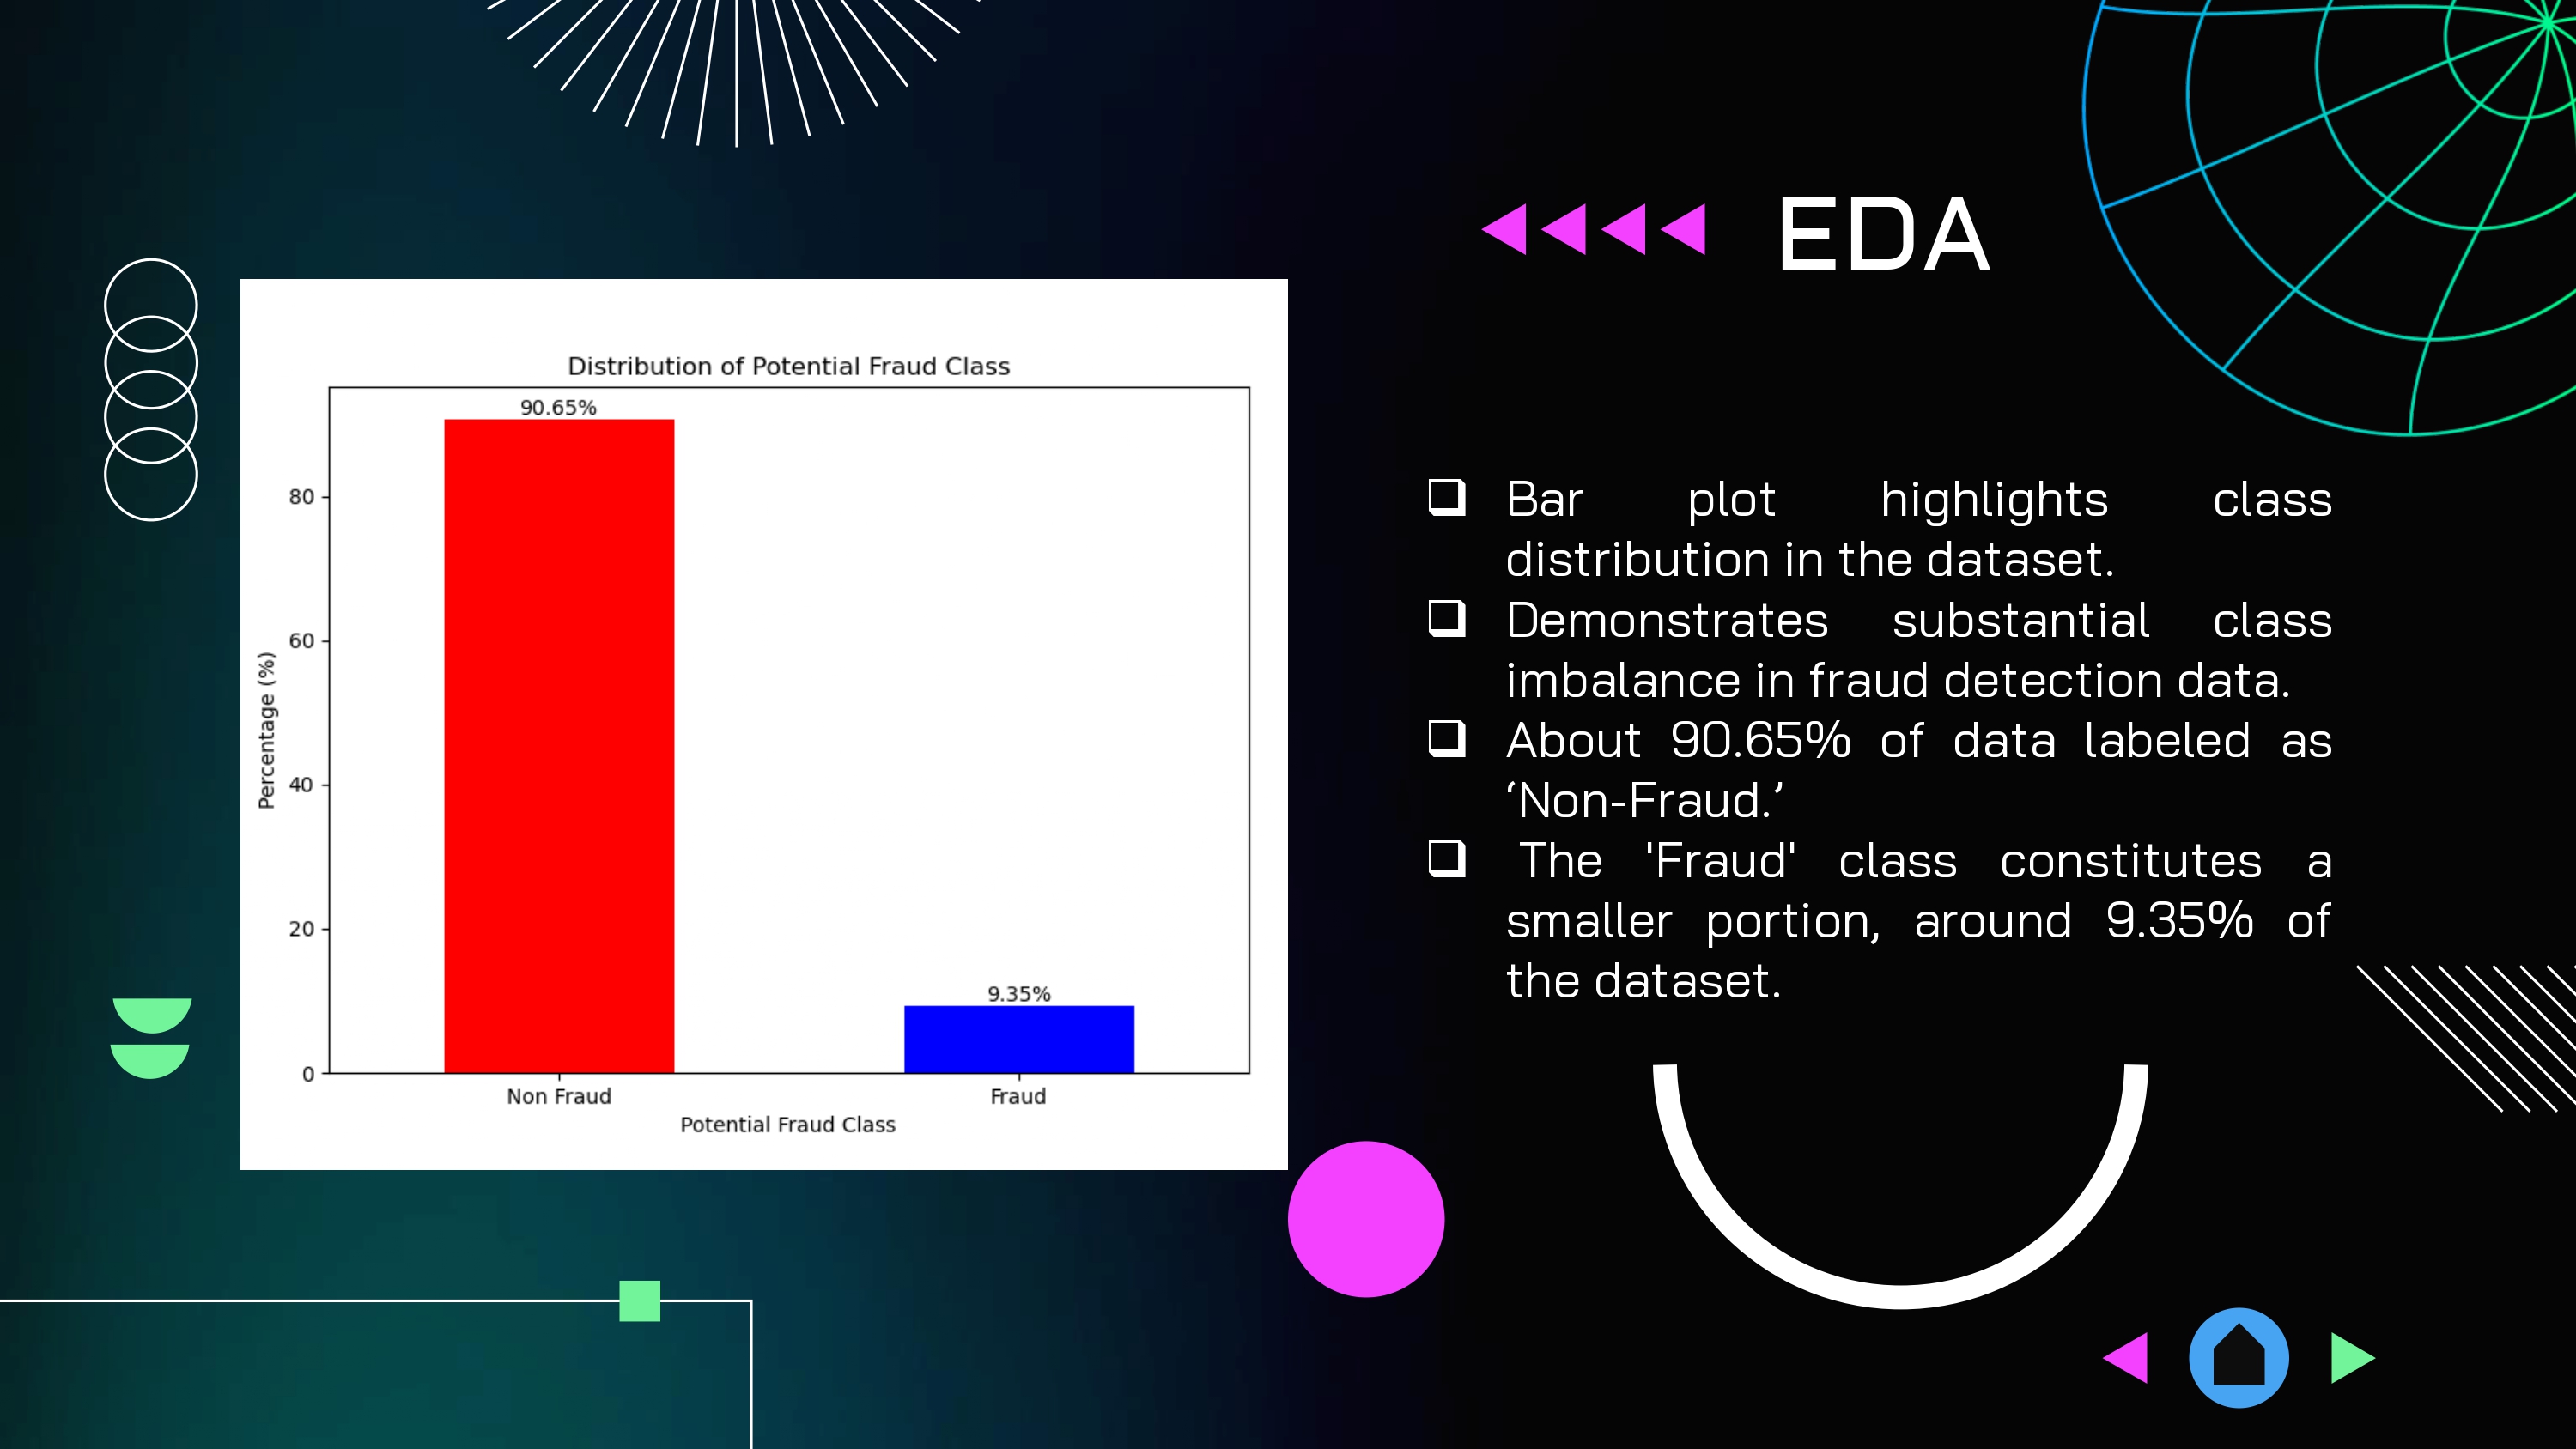 EDA
Distribution of Potential Fraud Class
90.65%
80
60
40
20
0
Percentage (%)
9.35%
Non Fraud
Fraud
Potential Fraud Class
Bar plot highlights class
distribution in the dataset.
Demonstrates substantial class
imbalance in fraud detection data.
About 90.65% of data labeled as
‘Non-Fraud.’
The 'Fraud' class constitutes a
smaller portion, around 9.35% of
the dataset.